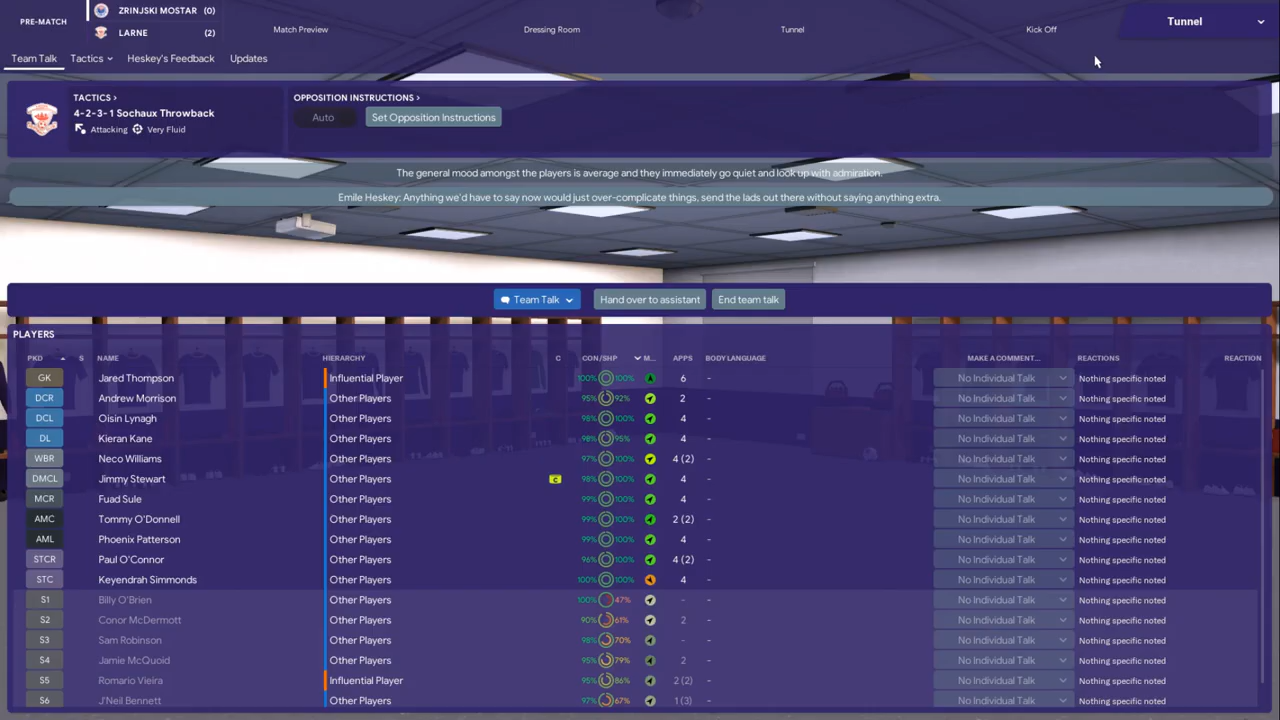 PRE-MATCH
ZRINJSKI MOSTAR (0)
LARNE (2)
Match Preview
Dressing Room
Tunnel
Kick Off
Tunnel
Team Talk Tactics Heskey's Feedback Updates
TACTICS >
4-2-3-1 Sochaux Throwback
Attacking Very Fluid
OPPOSITION INSTRUCTIONS >
Auto Set Opposition Instructions
The general mood amongst the players is average and they immediately go quiet and look up with admiration.
Emile Heskey: Anything we'd have to say now would just over-complicate things, send the lads out there without saying anything extra.
Team Talk Hand over to assistant End team talk
PLAYERS
PKD S NAME HIERARCHY C CON/SHP M... APPS BODY LANGUAGE MAKE A COMMENT... REACTIONS REACTION
GK Jared Thompson Influential Player 100% 100% 6 - No Individual Talk Nothing specific noted
DCR Andrew Morrison Other Players 95% 92% 2 - No Individual Talk Nothing specific noted
DCL Oisin Lynagh Other Players 98% 100% 4 - No Individual Talk Nothing specific noted
DL Kieran Kane Other Players 98% 95% 4 - No Individual Talk Nothing specific noted
WBR Neco Williams Other Players 97% 100% 4 (2) - No Individual Talk Nothing specific noted
DMCL Jimmy Stewart Other Players C 98% 100% 4 - No Individual Talk Nothing specific noted
MCR Fuad Sule Other Players 99% 100% 4 - No Individual Talk Nothing specific noted
AMC Tommy O'Donnell Other Players 99% 100% 2 (2) - No Individual Talk Nothing specific noted
AML Phoenix Patterson Other Players 99% 100% 4 - No Individual Talk Nothing specific noted
STCR Paul O'Connor Other Players 96% 100% 4 (2) - No Individual Talk Nothing specific noted
STC Keyendrah Simmonds Other Players 100% 100% 4 - No Individual Talk Nothing specific noted
S1 Billy O'Brien Other Players 100% 47% - - No Individual Talk Nothing specific noted
S2 Conor McDermott Other Players 90% 61% 2 - No Individual Talk Nothing specific noted
S3 Sam Robinson Other Players 98% 70% - - No Individual Talk Nothing specific noted
S4 Jamie McQuoid Other Players 95% 79% 2 - No Individual Talk Nothing specific noted
S5 Romario Vieira Influential Player 95% 86% 2 (2) - No Individual Talk Nothing specific noted
S6 J'Neil Bennett Other Players 97% 67% 1 (3) - No Individual Talk Nothing specific noted